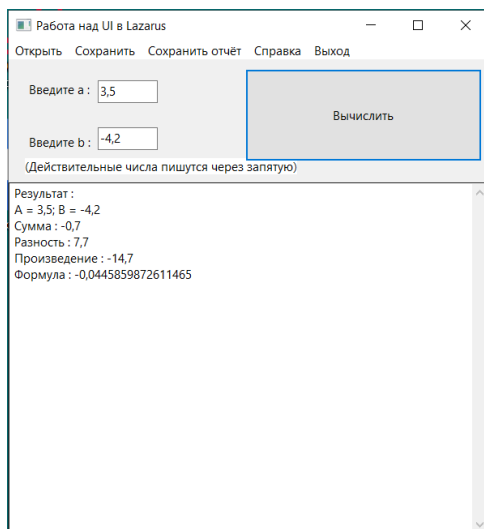 Работа над UI в Lazarus
Открыть Сохранить Сохранить отчёт Справка Выход
Введите a : 3,5
Вычислить
Введите b : -4,2
(Действительные числа пишутся через запятую)
Результат :
A = 3,5; B = -4,2
Сумма : -0,7
Разность : 7,7
Произведение : -14,7
Формула : -0,0445859872611465